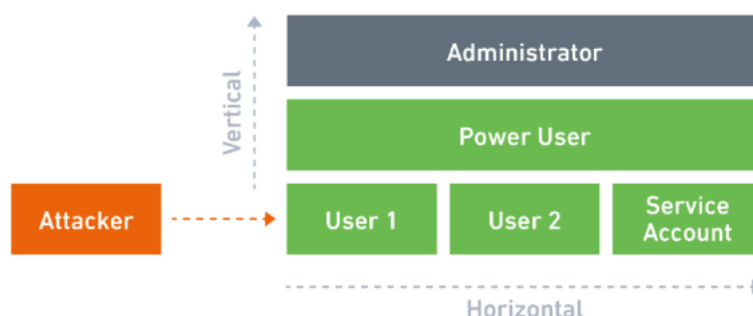 Administrator
Vertical
Power User
Attacker
User 1
User 2
Service
Account
Horizontal